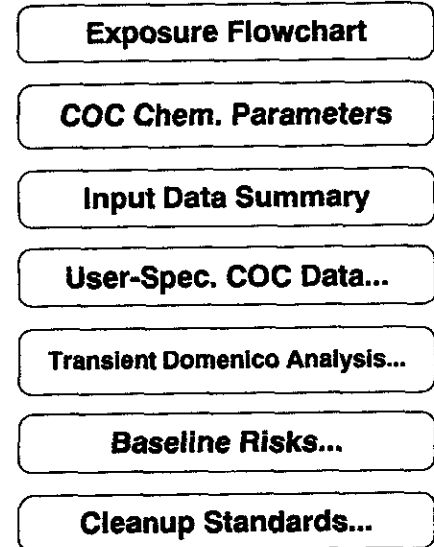 Exposure Flowchart
COC Chem. Parameters
Input Data Summary
User-Spec. COC Data...
Transient Domenico Analysis...
Baseline Risks...
Cleanup Standards...